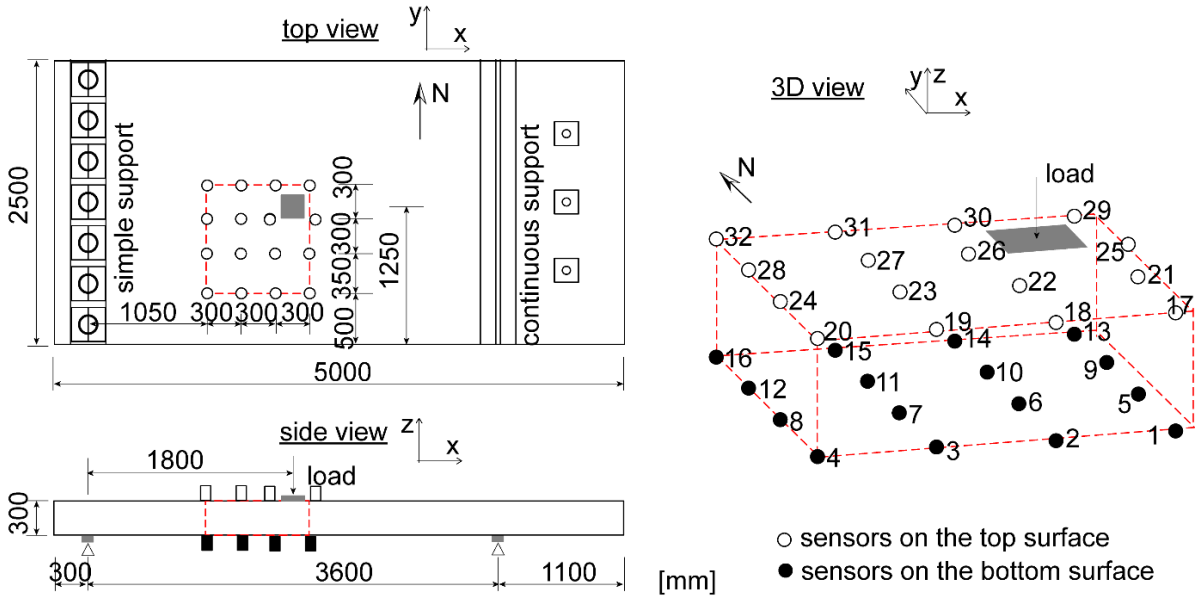 top view
y
x
N
simple support
continuous support
2500
300
300
350
500
1250
1050
300
300
300
5000
side view
z
x
1800
load
300
300
3600
1100
[mm]
3D view
y
z
x
N
load
32
31
30
29
28
27
26
25
24
23
22
21
20
19
18
17
16
15
14
13
12
11
10
9
8
7
6
5
4
3
2
1
sensors on the top surface
sensors on the bottom surface